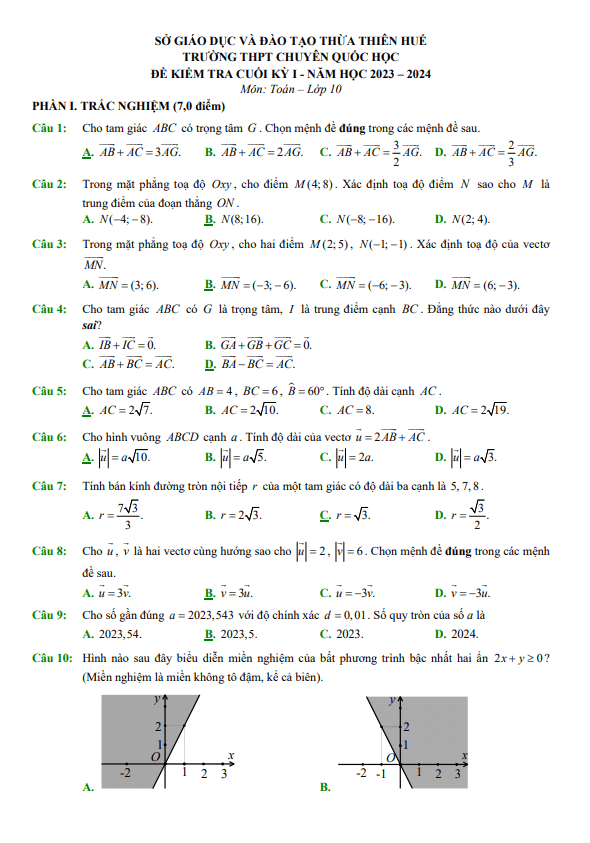 SỞ GIÁO DỤC VÀ ĐÀO TẠO THỪA THIÊN HUẾ
TRƯỜNG THPT CHUYÊN QUỐC HỌC
ĐỀ KIỂM TRA CUỐI KỲ I - NĂM HỌC 2023 – 2024
Môn: Toán – Lớp 10
PHẦN I. TRẮC NGHIỆM (7,0 điểm)
Câu 1: Cho tam giác ABC có trọng tâm G. Chọn mệnh đề đúng trong các mệnh đề sau.
A. $\overrightarrow{AB}+\overrightarrow{AC}=3\overrightarrow{AG}$. B. $\overrightarrow{AB}+\overrightarrow{AC}=2\overrightarrow{AG}$. C. $\overrightarrow{AB}+\overrightarrow{AC}=\frac{3}{2}\overrightarrow{AG}$. D. $\overrightarrow{AB}+\overrightarrow{AC}=\frac{2}{3}\overrightarrow{AG}$.
Câu 2: Trong mặt phẳng toạ độ Oxy, cho điểm M(4;8). Xác định toạ độ điểm N sao cho M là
trung điểm của đoạn thẳng ON.
A. N(−4;−8). B. N(8;16). C. N(−8;−16). D. N(2;4).
Câu 3: Trong mặt phẳng toạ độ Oxy, cho hai điểm M(2;5), N(−1;−1). Xác định toạ độ của vectơ
$\overrightarrow{MN}$.
A. $\overrightarrow{MN}=(3;6)$. B. $\overrightarrow{MN}=(-3;-6)$. C. $\overrightarrow{MN}=(-6;-3)$. D. $\overrightarrow{MN}=(6;-3)$.
Câu 4: Cho tam giác ABC có G là trọng tâm, I là trung điểm cạnh BC. Đẳng thức nào dưới đây
sai?
A. $\overrightarrow{IB}+\overrightarrow{IC}=\vec{0}$. B. $\overrightarrow{GA}+\overrightarrow{GB}+\overrightarrow{GC}=\vec{0}$.
C. $\overrightarrow{AB}+\overrightarrow{BC}=\overrightarrow{AC}$. D. $\overrightarrow{BA}-\overrightarrow{BC}=\overrightarrow{AC}$.
Câu 5: Cho tam giác ABC có AB = 4, BC = 6, $\hat{B}=60°$. Tính độ dài cạnh AC.
A. $AC=2\sqrt{7}$. B. $AC=2\sqrt{10}$. C. AC = 8. D. $AC=2\sqrt{19}$.
Câu 6: Cho hình vuông ABCD cạnh a. Tính độ dài của vectơ $\vec{u}=2\overrightarrow{AB}+\overrightarrow{AC}$.
A. $|\vec{u}|=a\sqrt{10}$. B. $|\vec{u}|=a\sqrt{5}$. C. $|\vec{u}|=2a$. D. $|\vec{u}|=a\sqrt{3}$.
Câu 7: Tính bán kính đường tròn nội tiếp r của một tam giác có độ dài ba cạnh là 5, 7, 8.
A. $r=\frac{7\sqrt{3}}{3}$. B. $r=2\sqrt{3}$. C. $r=\sqrt{3}$. D. $r=\frac{\sqrt{3}}{2}$.
Câu 8: Cho $\vec{u}$, $\vec{v}$ là hai vectơ cùng hướng sao cho $|\vec{u}|=2$, $|\vec{v}|=6$. Chọn mệnh đề đúng trong các mệnh
đề sau.
A. $\vec{u}=3\vec{v}$. B. $\vec{v}=3\vec{u}$. C. $\vec{u}=-3\vec{v}$. D. $\vec{v}=-3\vec{u}$.
Câu 9: Cho số gần đúng a = 2023,543 với độ chính xác d = 0,01. Số quy tròn của số a là
A. 2023,54. B. 2023,5. C. 2023. D. 2024.
Câu 10: Hình nào sau đây biểu diễn miền nghiệm của bất phương trình bậc nhất hai ẩn 2x + y ≥ 0?
(Miền nghiệm là miền không tô đậm, kể cả biên).
y
2
1
O x
-2 1 2 3
A.
y
2
1
O x
-2 -1 1 2 3
B.